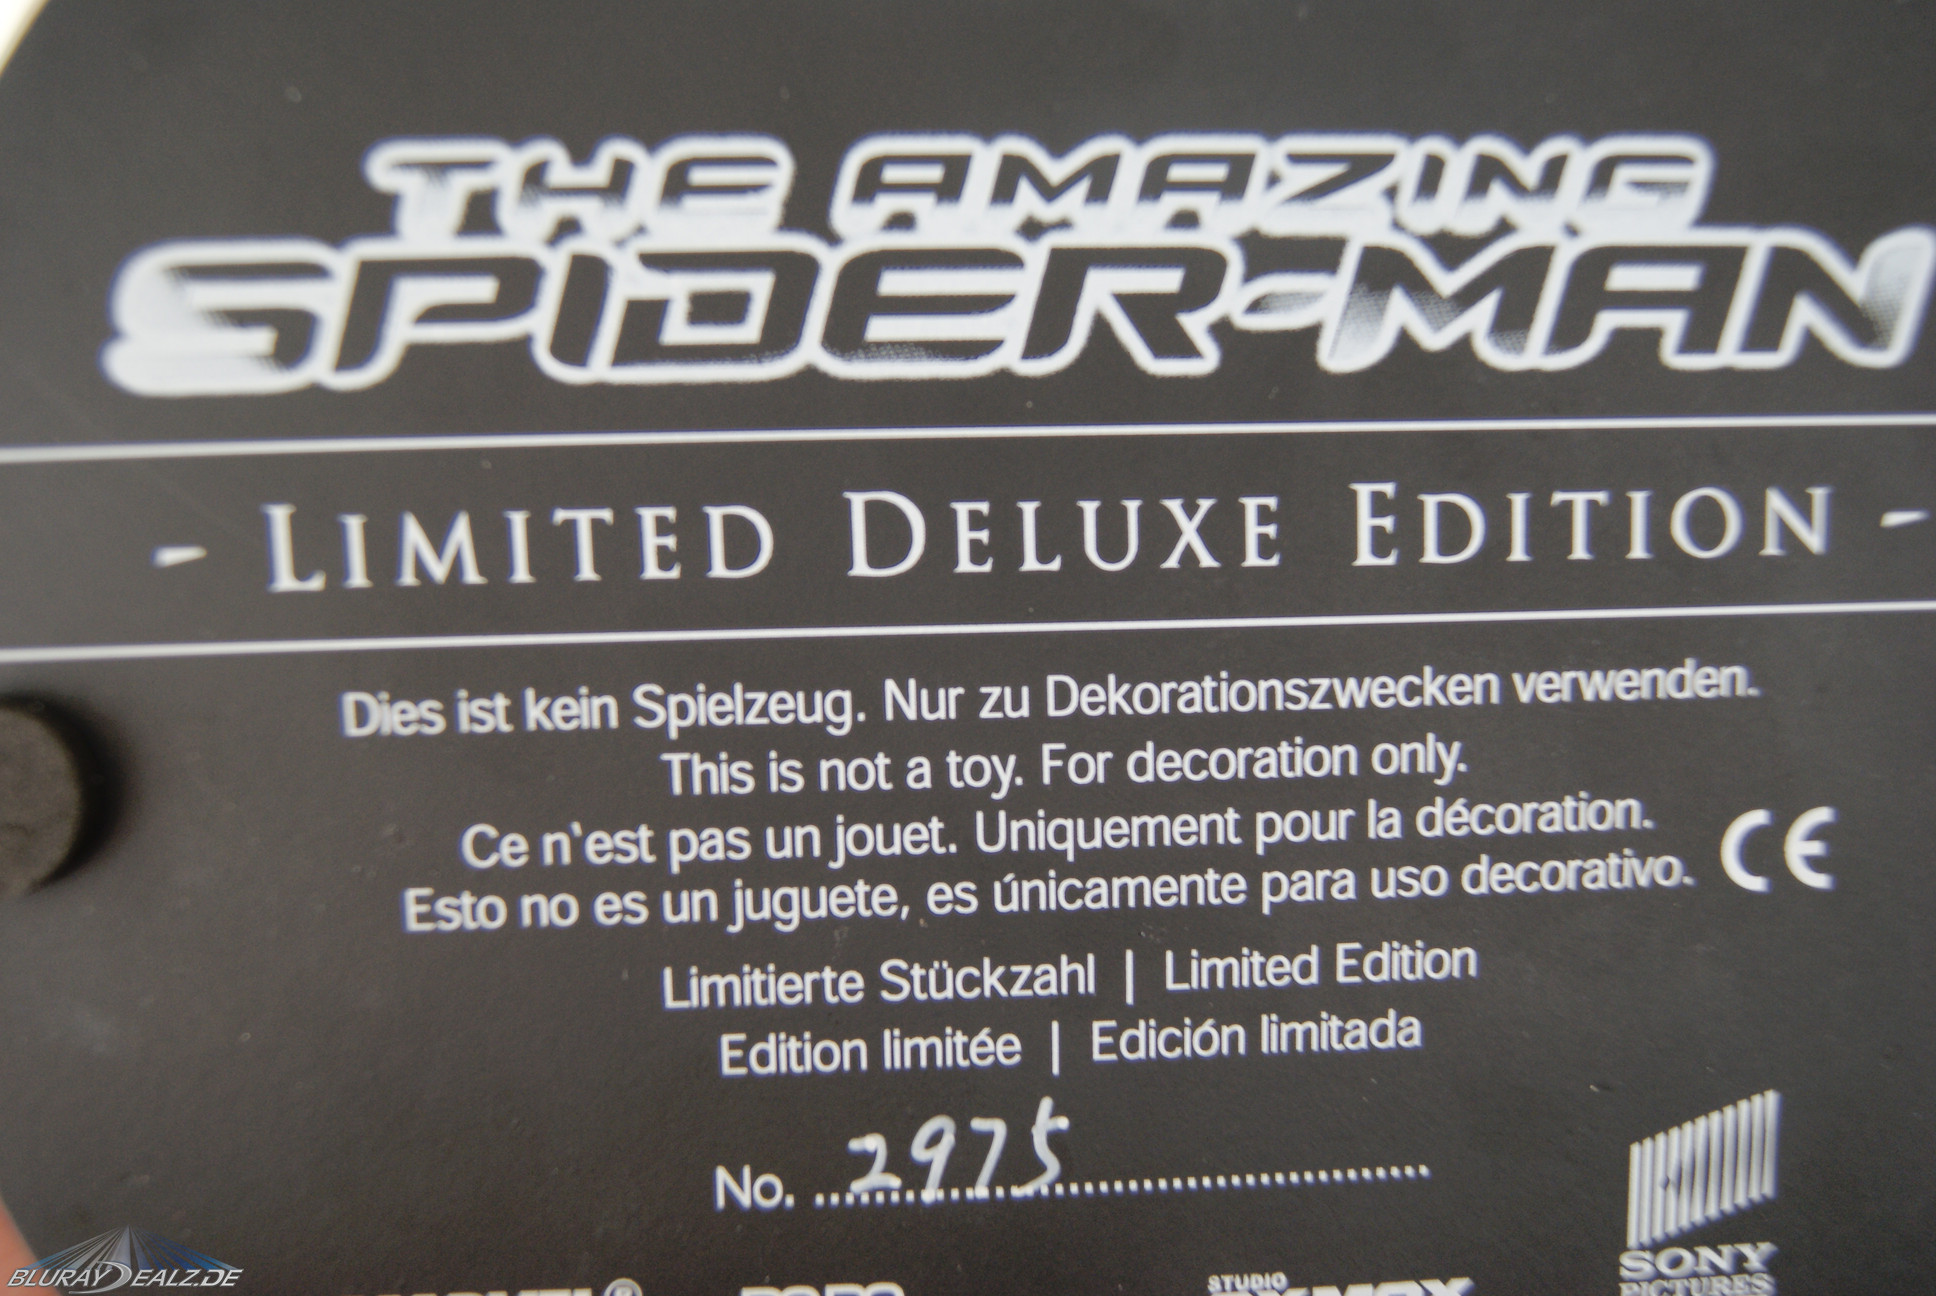 THE AMAZING
SPIDER-MAN
- LIMITED DELUXE EDITION -
Dies ist kein Spielzeug. Nur zu Dekorationszwecken verwenden.
This is not a toy. For decoration only.
Ce n'est pas un jouet. Uniquement pour la décoration.
Esto no es un juguete, es únicamente para uso decorativo.
CE
Limitierte Stückzahl | Limited Edition
Edition limitée | Edición limitada
No. 2975
SONY
PICTURES
BLURAYDEALZ.DE
STUDIO